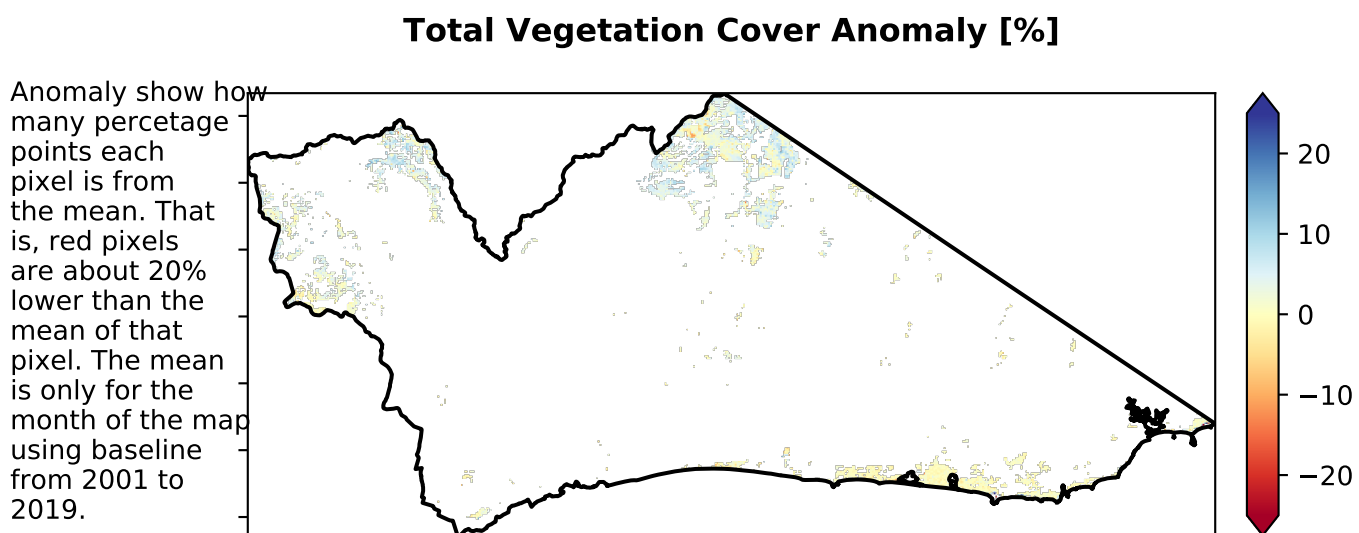 Total Vegetation Cover Anomaly [%]
Anomaly show how
many percetage
points each
pixel is from
the mean. That
is, red pixels
are about 20%
lower than the
mean of that
pixel. The mean
is only for the
month of the map
using baseline
from 2001 to
2019.
20
10
0
−10
−20